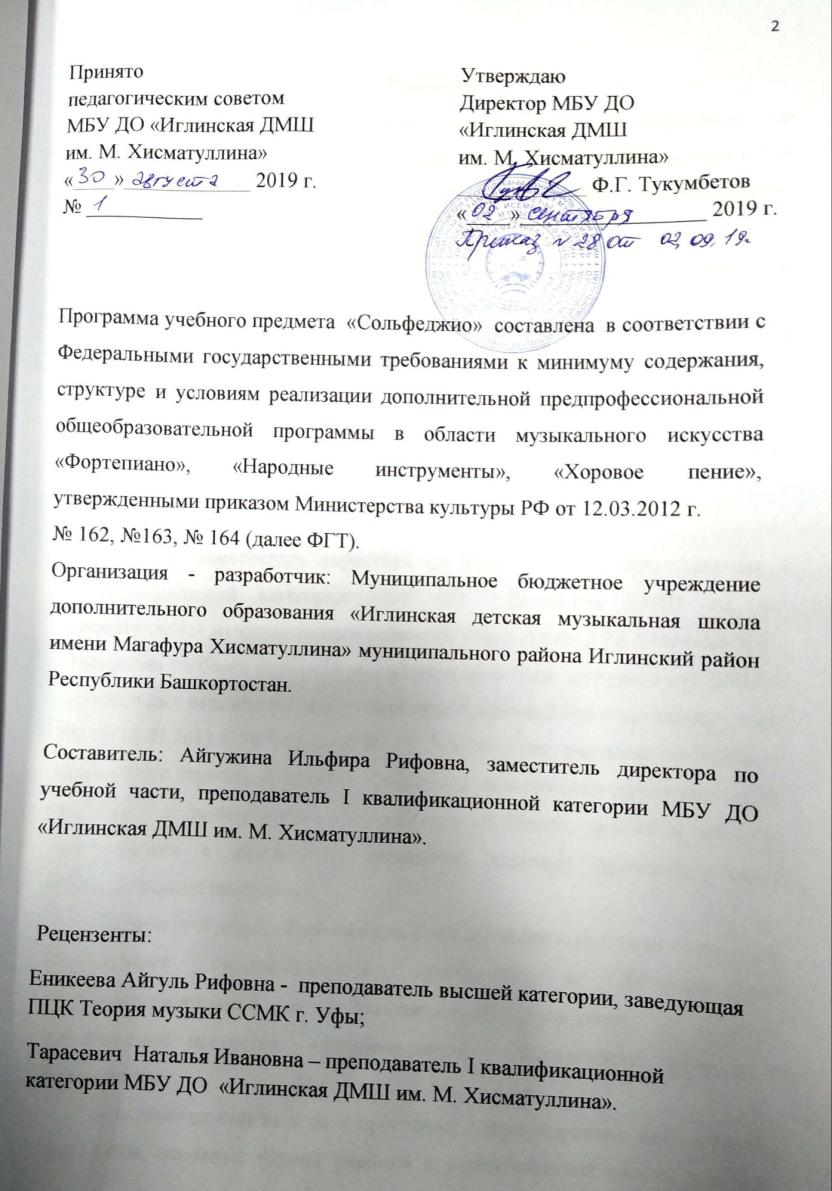 2
Принято
педагогическим советом
МБУ ДО «Иглинская ДМШ
им. М. Хисматуллина»
«30» августа 2019 г.
№ 1
Утверждаю
Директор МБУ ДО
«Иглинская ДМШ
им. М. Хисматуллина»
Ф.Г. Тукумбетов
«02» сентября 2019 г.
Приказ № 28 от 02.09.19г.
Программа учебного предмета «Сольфеджио» составлена в соответствии с
Федеральными государственными требованиями к минимуму содержания,
структуре и условиям реализации дополнительной предпрофессиональной
общеобразовательной программы в области музыкального искусства
«Фортепиано», «Народные инструменты», «Хоровое пение»,
утвержденными приказом Министерства культуры РФ от 12.03.2012 г.
№ 162, №163, № 164 (далее ФГТ).
Организация - разработчик: Муниципальное бюджетное учреждение
дополнительного образования «Иглинская детская музыкальная школа
имени Магафура Хисматуллина» муниципального района Иглинский район
Республики Башкортостан.
Составитель: Айгужина Ильфира Рифовна, заместитель директора по
учебной части, преподаватель I квалификационной категории МБУ ДО
«Иглинская ДМШ им. М. Хисматуллина».
Рецензенты:
Еникеева Айгуль Рифовна - преподаватель высшей категории, заведующая
ПЦК Теория музыки ССМК г. Уфы;
Тарасевич Наталья Ивановна – преподаватель I квалификационной
категории МБУ ДО «Иглинская ДМШ им. М. Хисматуллина».